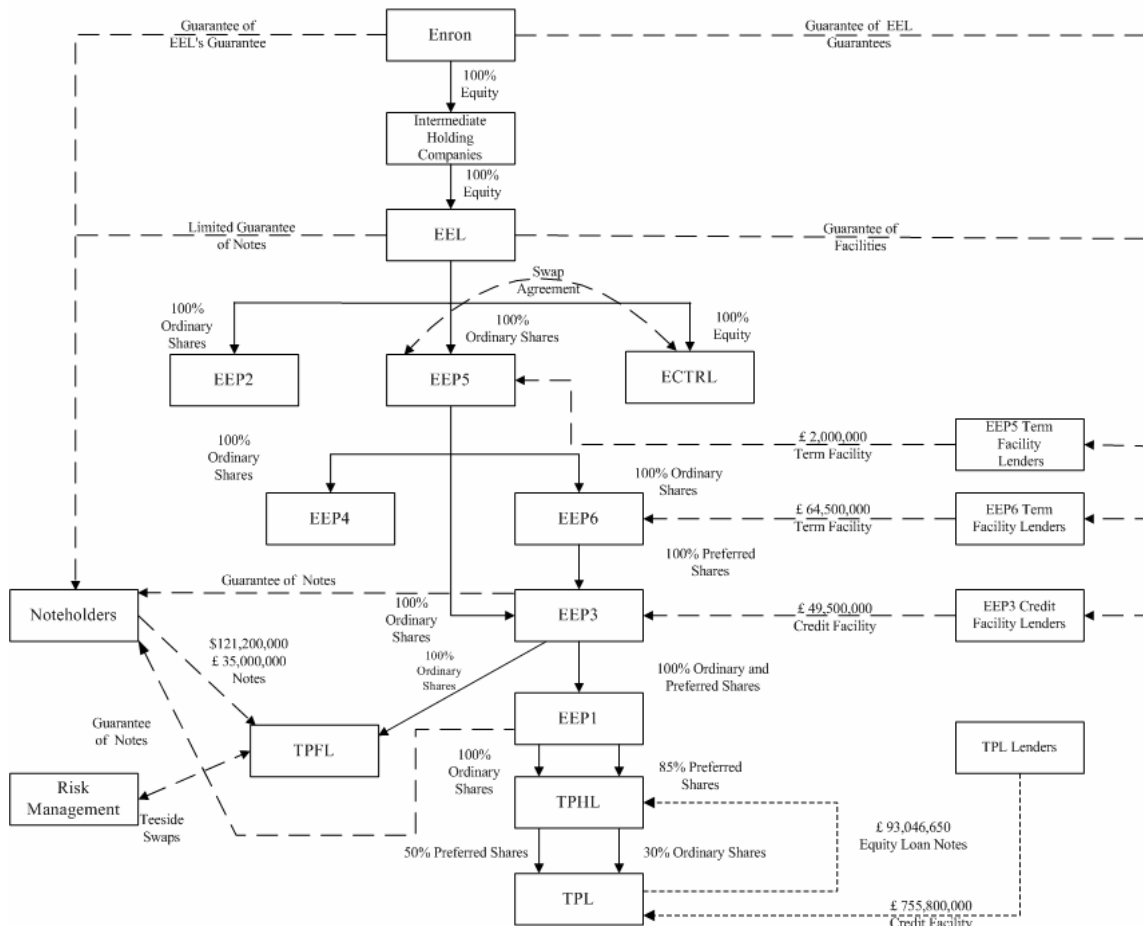 Guarantee of
EEL's Guarantee
Enron
Guarantee of EEL
Guarantees
100%
Equity
Intermediate
Holding
Companies
100%
Equity
Limited Guarantee
of Notes
EEL
Guarantee of
Facilities
Swap
Agreement
100%
Ordinary
Shares
100%
Ordinary Shares
100%
Equity
EEP2
EEP5
ECTRL
£ 2,000,000
Term Facility
EEP5 Term
Facility
Lenders
100%
Ordinary
Shares
100% Ordinary
Shares
EEP4
EEP6
£ 64,500,000
Term Facility
EEP6 Term
Facility Lenders
100% Preferred
Shares
Guarantee of Notes
Noteholders
100%
Ordinary
Shares
EEP3
£ 49,500,000
Credit Facility
EEP3 Credit
Facility Lenders
$121,200,000
£ 35,000,000
Notes
100%
Ordinary
Shares
100% Ordinary and
Preferred Shares
EEP1
Guarantee
of Notes
TPFL
100%
Ordinary
Shares
85% Preferred
Shares
TPL Lenders
Risk
Management
Teeside
Swaps
TPHL
£ 93,046,650
Equity Loan Notes
50% Preferred Shares
30% Ordinary Shares
TPL
£ 755,800,000
Credit Facility